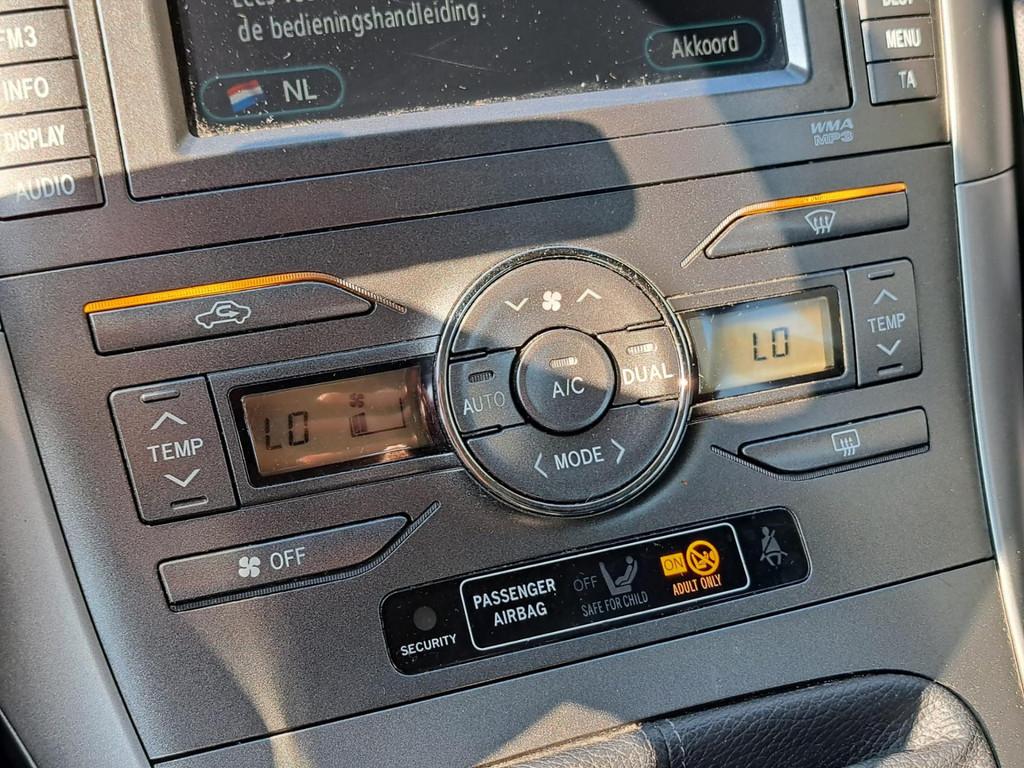 de bedieningshandleiding.
Akkoord
NL
FM3
INFO
DISPLAY
AUDIO
MENU
TA
WMA
MP3
TEMP
LO
AUTO
A/C
DUAL
MODE
LO
TEMP
OFF
SECURITY
PASSENGER
AIRBAG
OFF
SAFE FOR CHILD
ON
ADULT ONLY